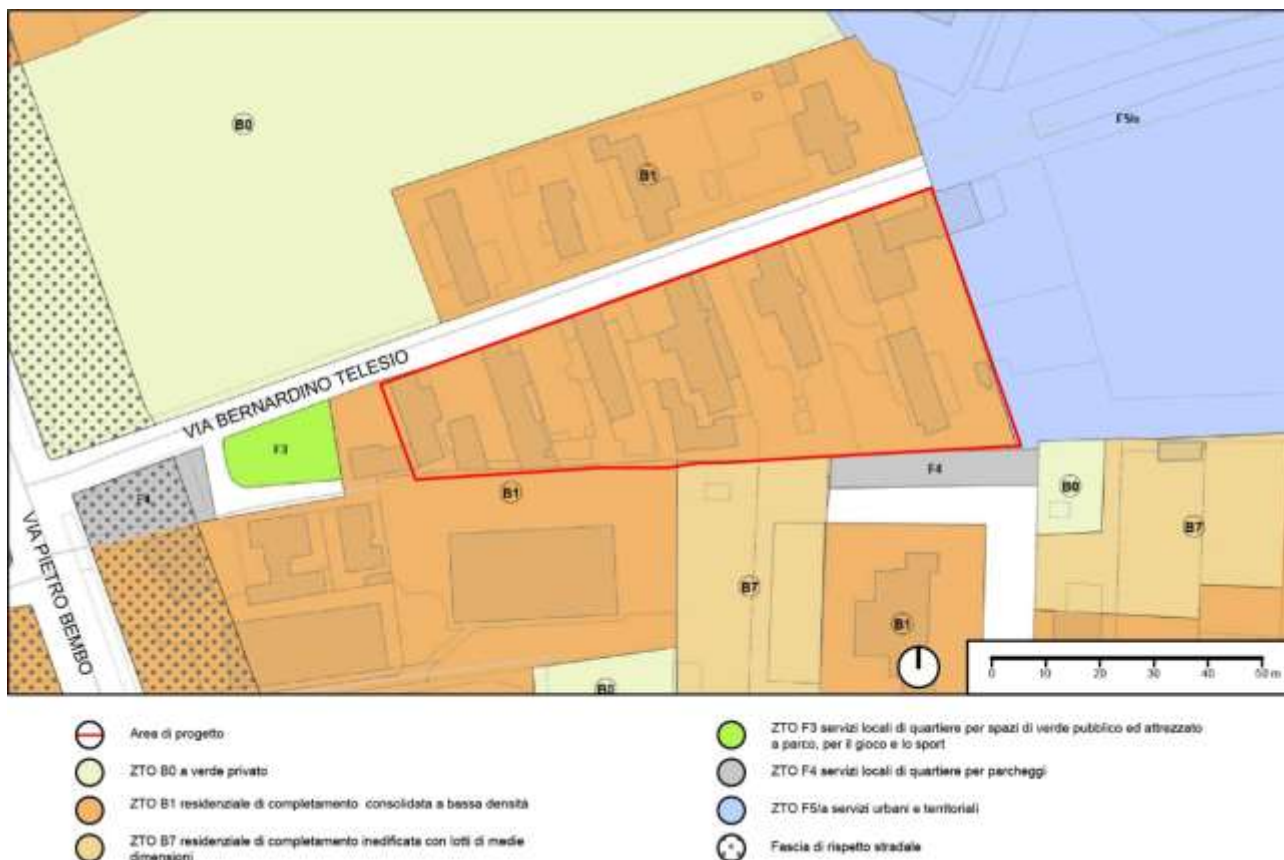 B0
F5/a
B1
VIA BERNARDINO TELESIO
F3
F4
F4
B1
B0
B7
B7
B1
B0
VIA PIETRO BEMBO
0 10 20 30 40 50 m
Area di progetto
ZTO B0 a verde privato
ZTO B1 residenziale di completamento consolidata a bassa densità
ZTO B7 residenziale di completamento inedificata con lotti di medie
dimensioni
ZTO F3 servizi locali di quartiere per spazi di verde pubblico ed attrezzato
a parco, per il gioco e lo sport
ZTO F4 servizi locali di quartiere per parcheggi
ZTO F5/a servizi urbani e territoriali
Fascia di rispetto stradale